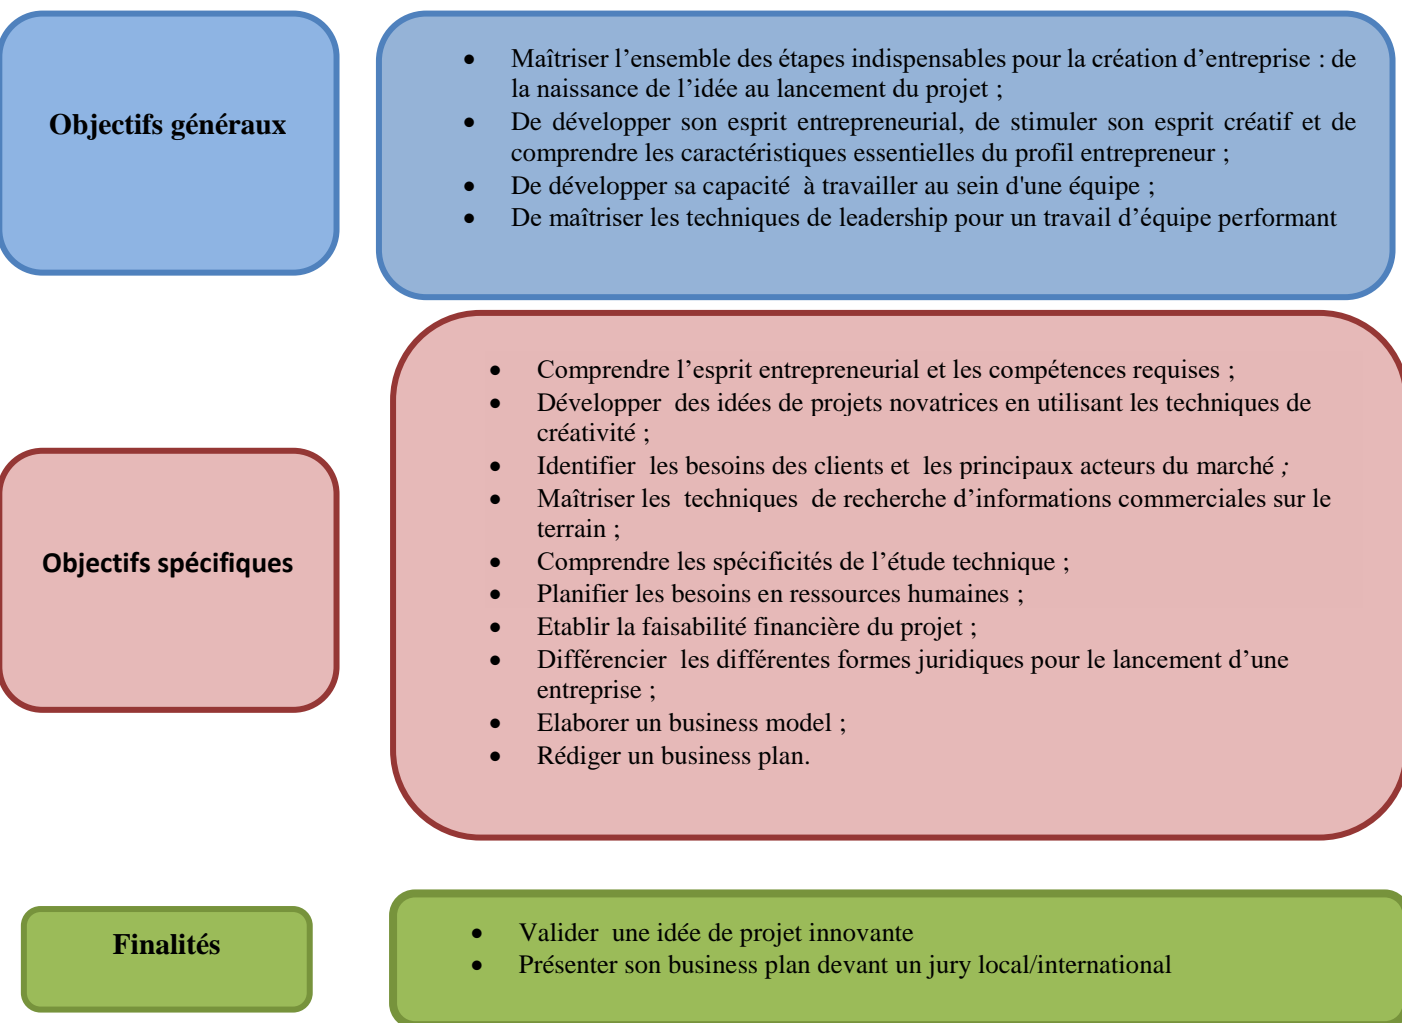 Objectifs généraux
• Maîtriser l’ensemble des étapes indispensables pour la création d’entreprise : de
la naissance de l’idée au lancement du projet ;
• De développer son esprit entrepreneurial, de stimuler son esprit créatif et de
comprendre les caractéristiques essentielles du profil entrepreneur ;
• De développer sa capacité à travailler au sein d'une équipe ;
• De maîtriser les techniques de leadership pour un travail d’équipe performant
Objectifs spécifiques
• Comprendre l’esprit entrepreneurial et les compétences requises ;
• Développer des idées de projets novatrices en utilisant les techniques de
créativité ;
• Identifier les besoins des clients et les principaux acteurs du marché ;
• Maîtriser les techniques de recherche d’informations commerciales sur le
terrain ;
• Comprendre les spécificités de l’étude technique ;
• Planifier les besoins en ressources humaines ;
• Etablir la faisabilité financière du projet ;
• Différencier les différentes formes juridiques pour le lancement d’une
entreprise ;
• Elaborer un business model ;
• Rédiger un business plan.
Finalités
• Valider une idée de projet innovante
• Présenter son business plan devant un jury local/international